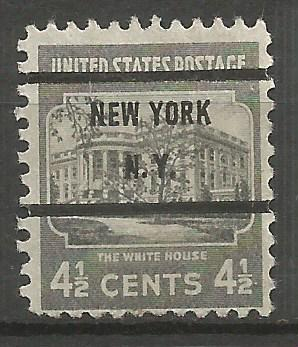 UNITED STATES POSTAGE
NEW YORK
N.Y.
THE WHITE HOUSE
4½ CENTS 4½